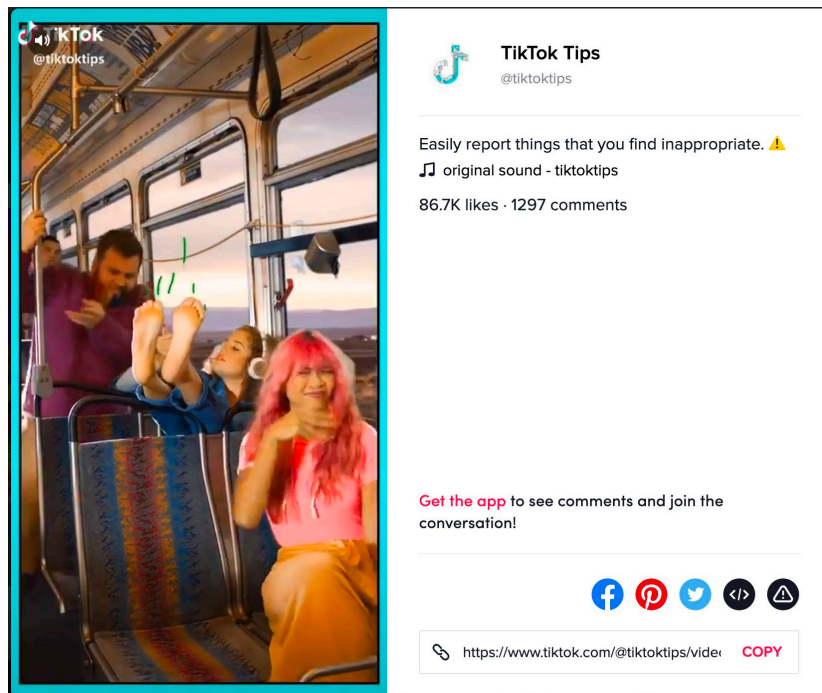 TikTok
@tiktoktips
TikTok Tips
@tiktoktips
Easily report things that you find inappropriate. ⚠️
original sound - tiktoktips
86.7K likes · 1297 comments
Get the app to see comments and join the
conversation!
https://www.tiktok.com/@tiktoktips/vide
COPY